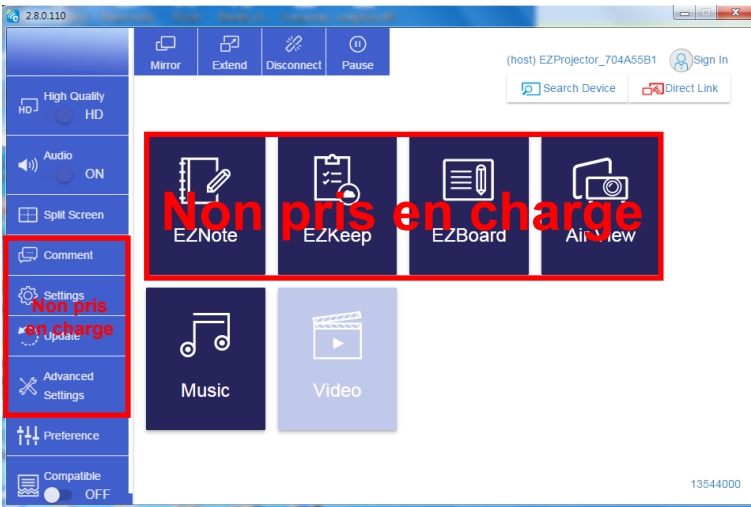 2.8.0.110
Mirror Extend Disconnect Pause
(host) EZProjector_704A55B1 Sign In
Search Device Direct Link
High Quality
HD HD
Audio
ON
Split Screen
Comment
Settings
Update
Advanced
Settings
Preference
Compatible
OFF
Non pris
en charge
Non pris en charge
EZNote EZKeep EZBoard AirView
Music Video
13544000